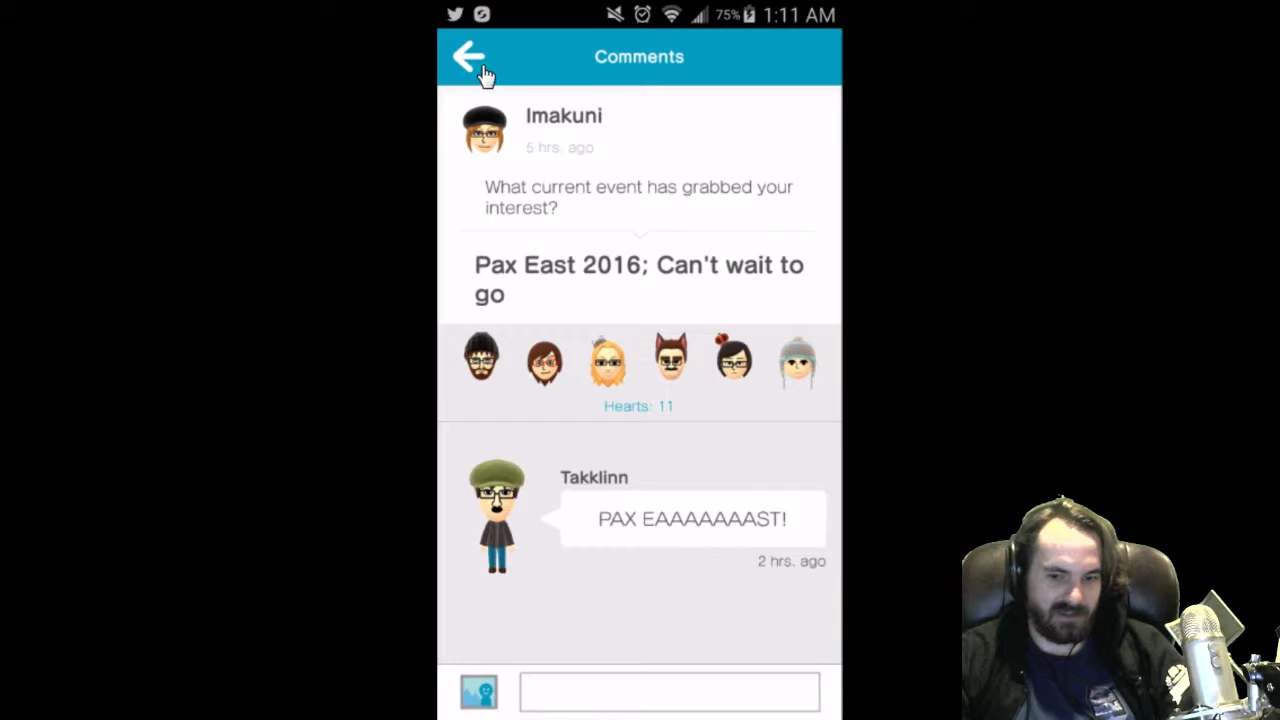 75% 1:11 AM
Comments
Imakuni
5 hrs. ago
What current event has grabbed your
interest?
Pax East 2016; Can't wait to
go
Hearts: 11
Takklinn
PAX EAAAAAAAST!
2 hrs. ago